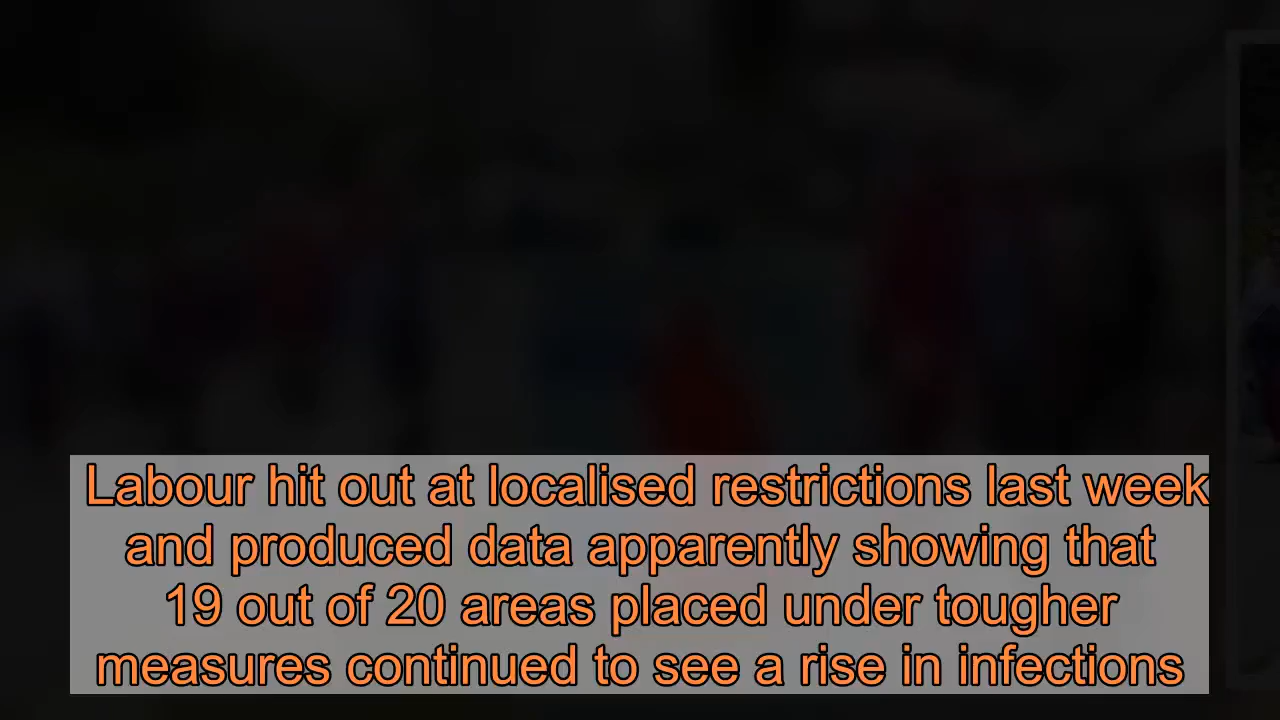 Labour hit out at localised restrictions last week
and produced data apparently showing that
19 out of 20 areas placed under tougher
measures continued to see a rise in infections